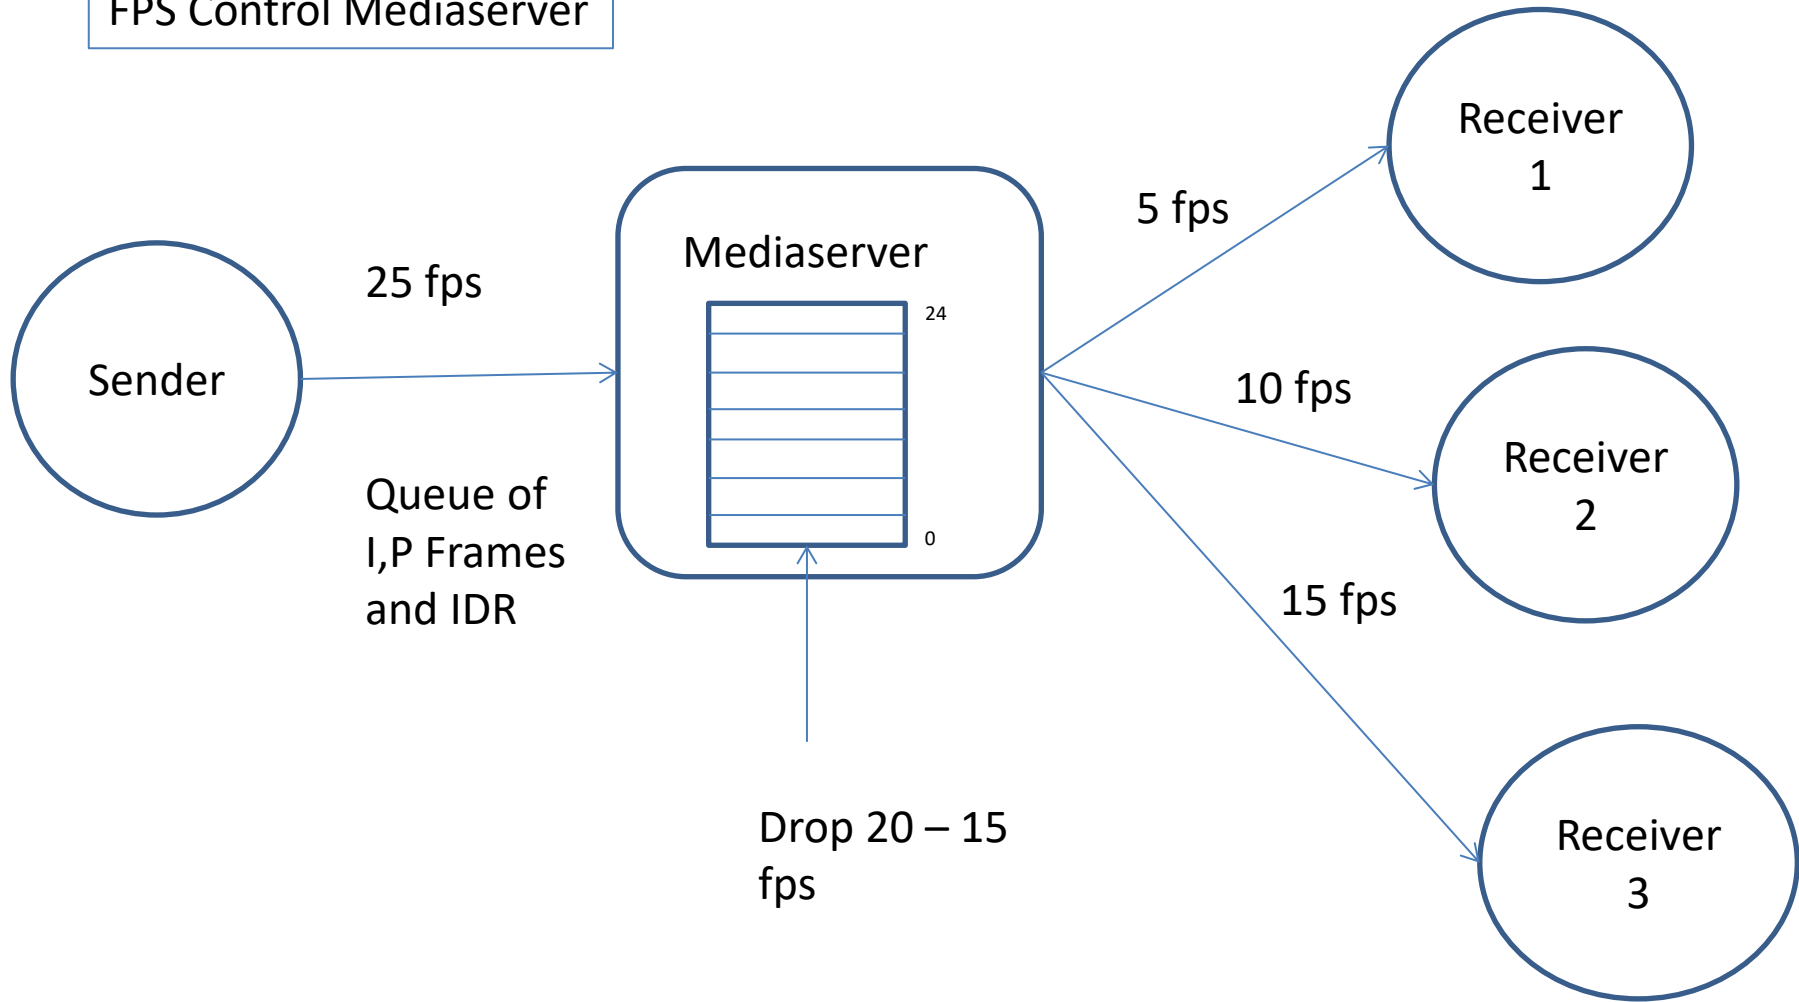 FPS Control Mediaserver
Sender
25 fps
Queue of
I,P Frames
and IDR
Mediaserver
24
0
Drop 20 – 15
fps
5 fps
10 fps
15 fps
Receiver
1
Receiver
2
Receiver
3